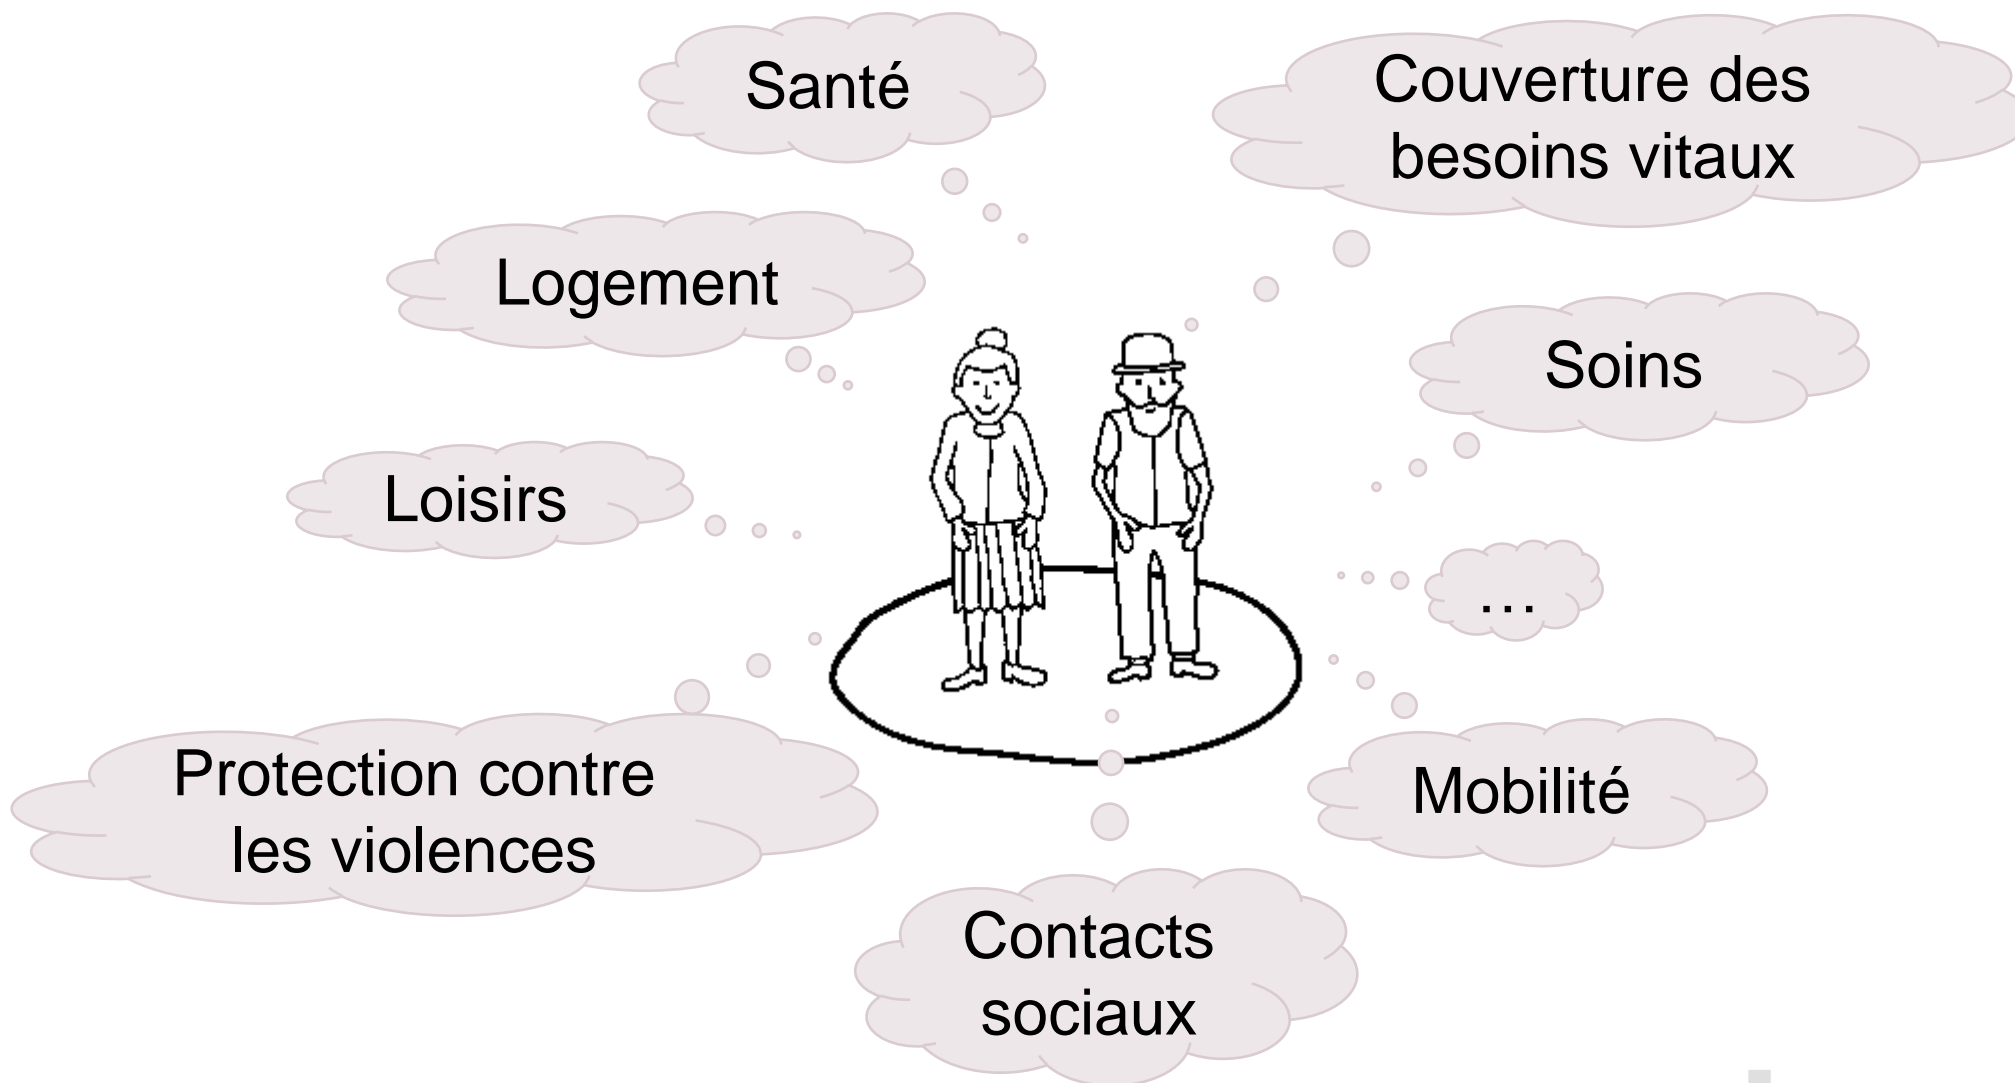 Santé
Couverture des
besoins vitaux
Logement
Soins
Loisirs
…
Protection contre
les violences
Mobilité
Contacts
sociaux